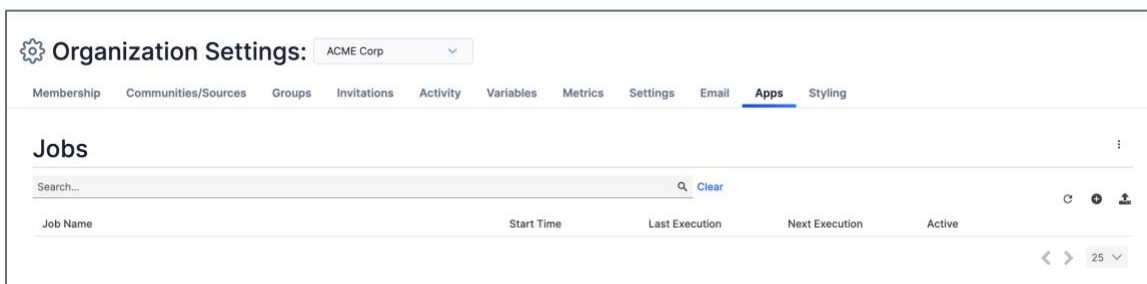 Organization Settings: ACME Corp
Membership Communities/Sources Groups Invitations Activity Variables Metrics Settings Email Apps Styling
Jobs
Search... Clear
Job Name Start Time Last Execution Next Execution Active
25